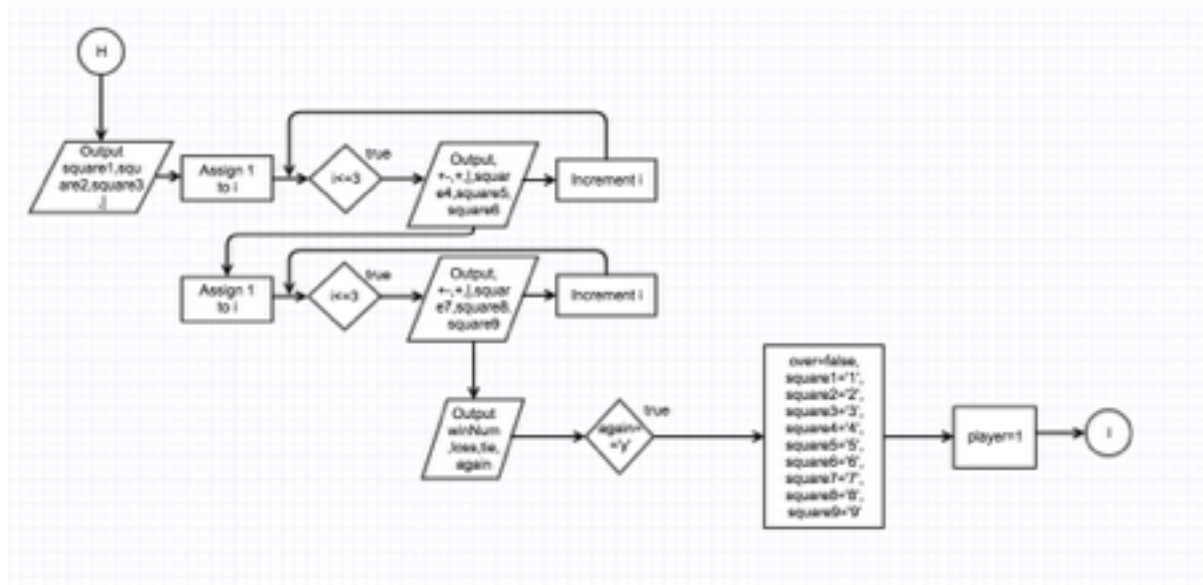 H
Output
square1,squ
are2,square3
,|
Assign 1
to i
i<=3
true
Output,
+-,+,|,squar
e4,square5,
square6
Increment i
Assign 1
to i
i<=3
true
Output,
+-,+,|,squar
e7,square8,
square9
Increment i
Output
winNum
,loss,tie,
again
again=
='y'
true
over=false,
square1='1',
square2='2',
square3='3',
square4='4',
square5='5',
square6='6',
square7='7',
square8='8',
square9='9'
player=1
I